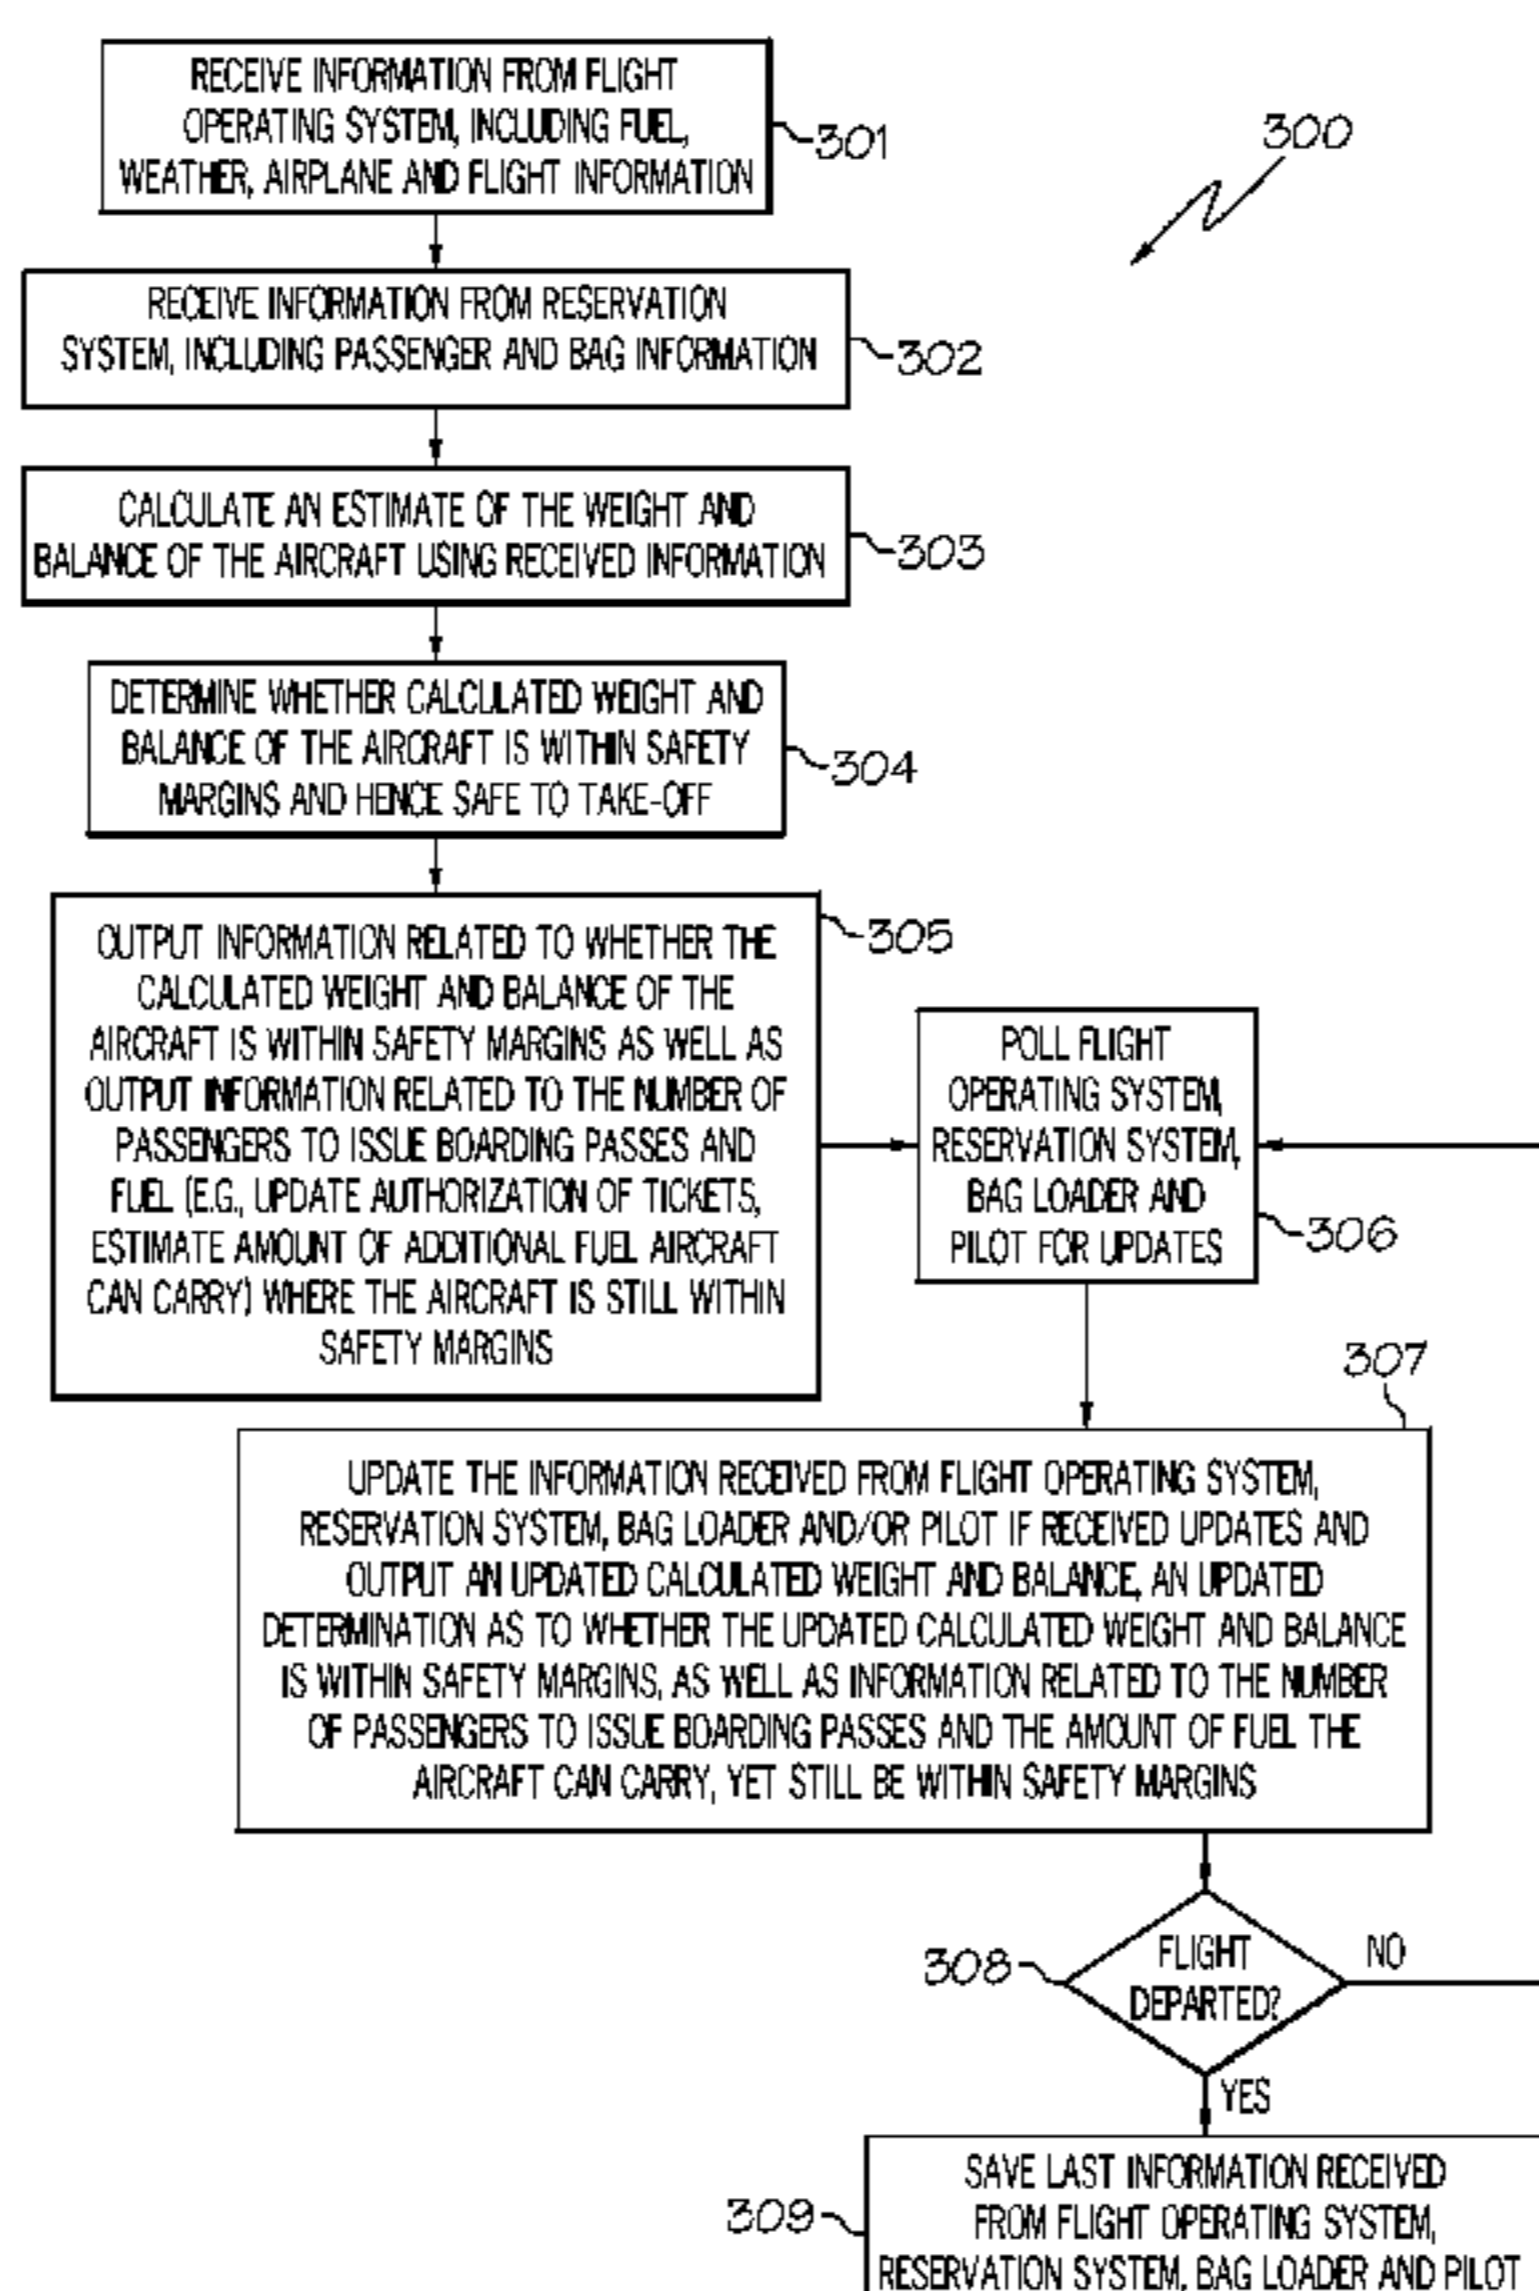 RECEIVE INFORMATION FROM FLIGHT
OPERATING SYSTEM, INCLUDING FUEL,
WEATHER, AIRPLANE AND FLIGHT INFORMATION
301
300
RECEIVE INFORMATION FROM RESERVATION
SYSTEM, INCLUDING PASSENGER AND BAG INFORMATION
302
CALCULATE AN ESTIMATE OF THE WEIGHT AND
BALANCE OF THE AIRCRAFT USING RECEIVED INFORMATION
303
DETERMINE WHETHER CALCULATED WEIGHT AND
BALANCE OF THE AIRCRAFT IS WITHIN SAFETY
MARGINS AND HENCE SAFE TO TAKE-OFF
304
OUTPUT INFORMATION RELATED TO WHETHER THE
CALCULATED WEIGHT AND BALANCE OF THE
AIRCRAFT IS WITHIN SAFETY MARGINS AS WELL AS
OUTPUT INFORMATION RELATED TO THE NUMBER OF
PASSENGERS TO ISSUE BOARDING PASSES AND
FUEL (E.G., UPDATE AUTHORIZATION OF TICKETS,
ESTIMATE AMOUNT OF ADDITIONAL FUEL AIRCRAFT
CAN CARRY) WHERE THE AIRCRAFT IS STILL WITHIN
SAFETY MARGINS
305
POLL FLIGHT
OPERATING SYSTEM,
RESERVATION SYSTEM,
BAG LOADER AND
PILOT FOR UPDATES
306
307
UPDATE THE INFORMATION RECEIVED FROM FLIGHT OPERATING SYSTEM,
RESERVATION SYSTEM, BAG LOADER AND/OR PILOT IF RECEIVED UPDATES AND
OUTPUT AN UPDATED CALCULATED WEIGHT AND BALANCE, AN UPDATED
DETERMINATION AS TO WHETHER THE UPDATED CALCULATED WEIGHT AND BALANCE
IS WITHIN SAFETY MARGINS, AS WELL AS INFORMATION RELATED TO THE NUMBER
OF PASSENGERS TO ISSUE BOARDING PASSES AND THE AMOUNT OF FUEL THE
AIRCRAFT CAN CARRY, YET STILL BE WITHIN SAFETY MARGINS
308
FLIGHT
DEPARTED?
NO
YES
309
SAVE LAST INFORMATION RECEIVED
FROM FLIGHT OPERATING SYSTEM,
RESERVATION SYSTEM, BAG LOADER AND PILOT